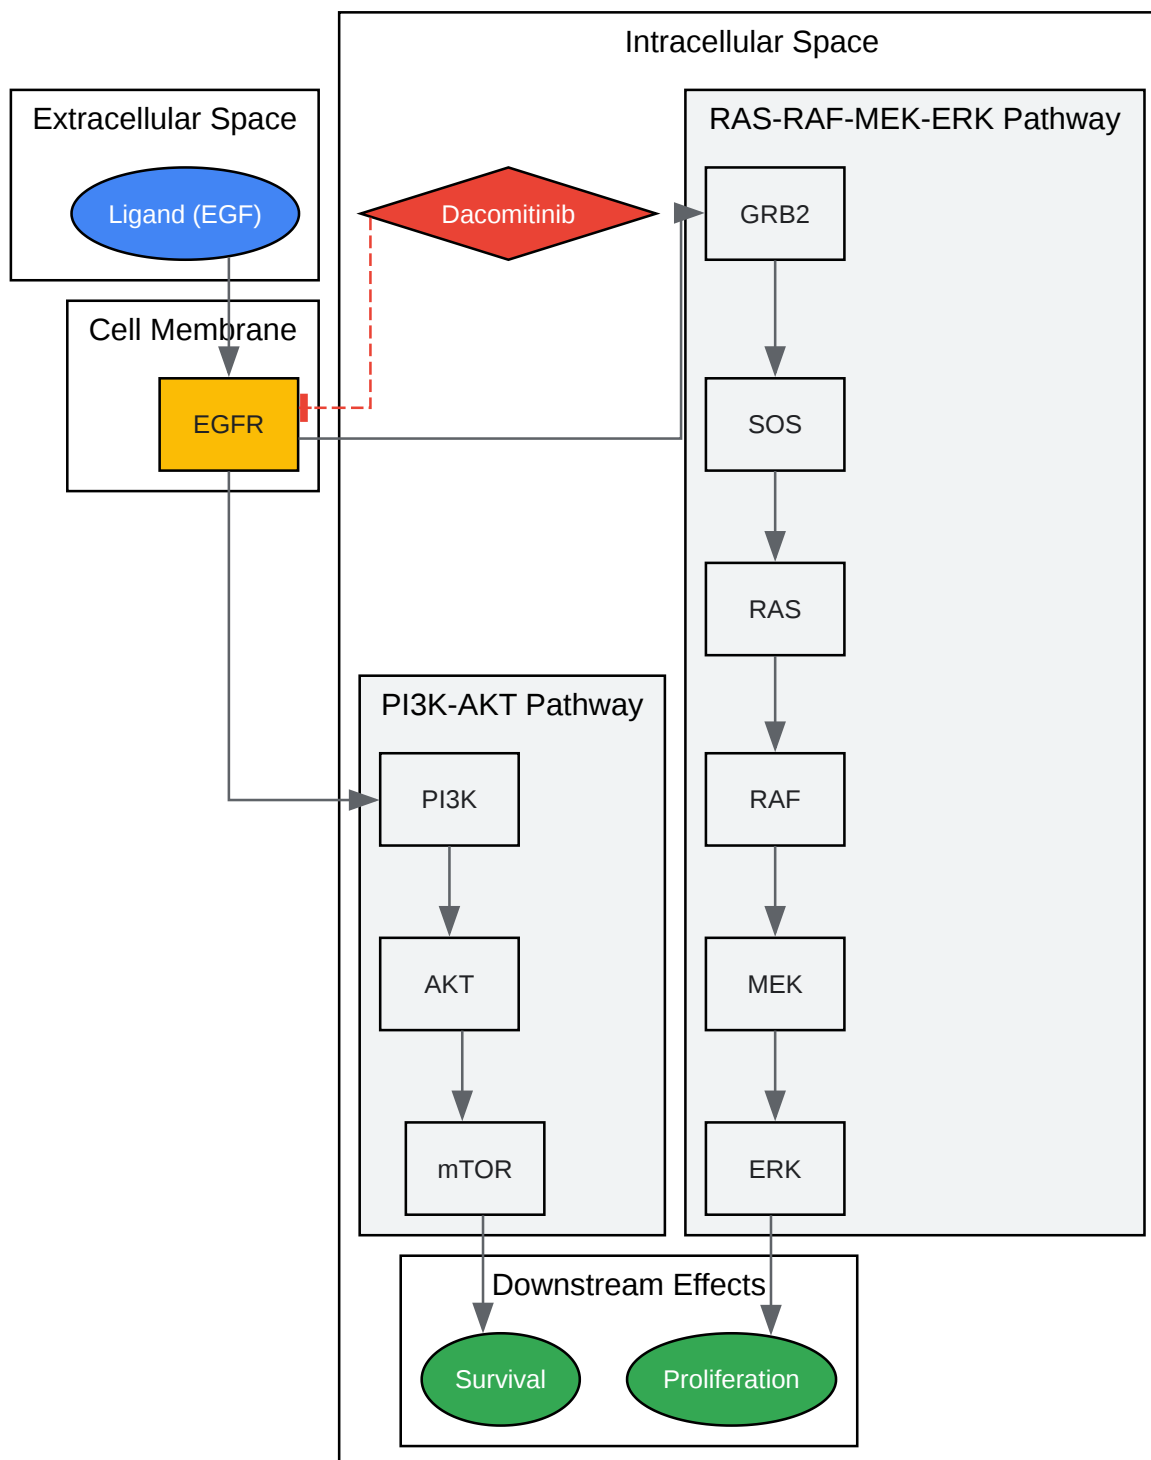 Intracellular Space
Extracellular Space
RAS-RAF-MEK-ERK Pathway
Ligand (EGF)
Dacomitinib
GRB2
Cell Membrane
EGFR
SOS
RAS
PI3K-AKT Pathway
PI3K
RAF
AKT
MEK
mTOR
ERK
Downstream Effects
Survival
Proliferation